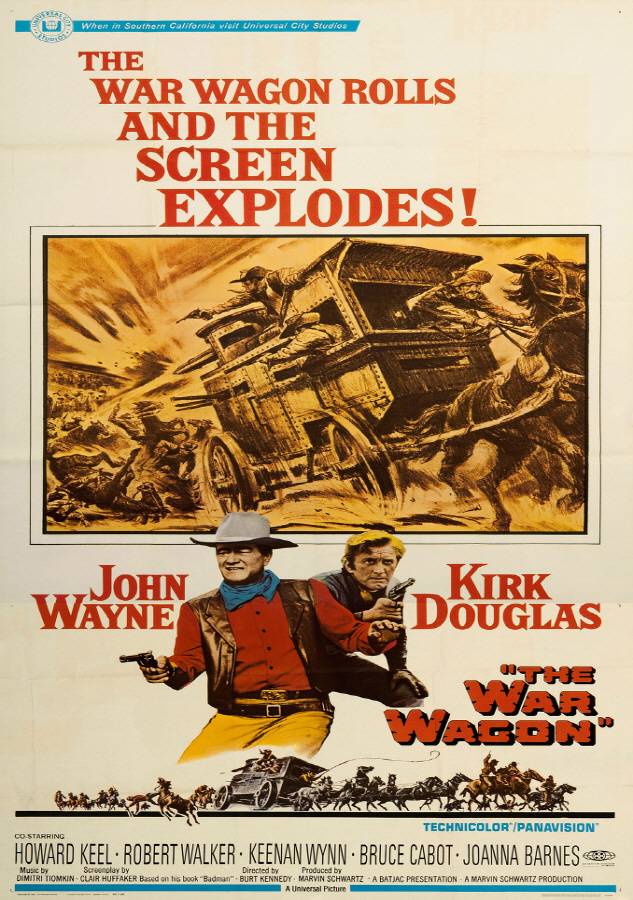 UNIVERSAL CITY STUDIOS
When in Southern California visit Universal City Studios
THE
WAR WAGON ROLLS
AND THE
SCREEN
EXPLODES!
JOHN
WAYNE
KIRK
DOUGLAS
"THE
WAR
WAGON"
TECHNICOLOR®/PANAVISION®
CO-STARRING
HOWARD KEEL · ROBERT WALKER · KEENAN WYNN · BRUCE CABOT · JOANNA BARNES
Music by
DIMITRI TIOMKIN · Screenplay by
CLAIR HUFFAKER Based on his book "Badman" · Directed by
BURT KENNEDY · Produced by
MARVIN SCHWARTZ · A BATJAC PRESENTATION · A MARVIN SCHWARTZ PRODUCTION
A Universal Picture